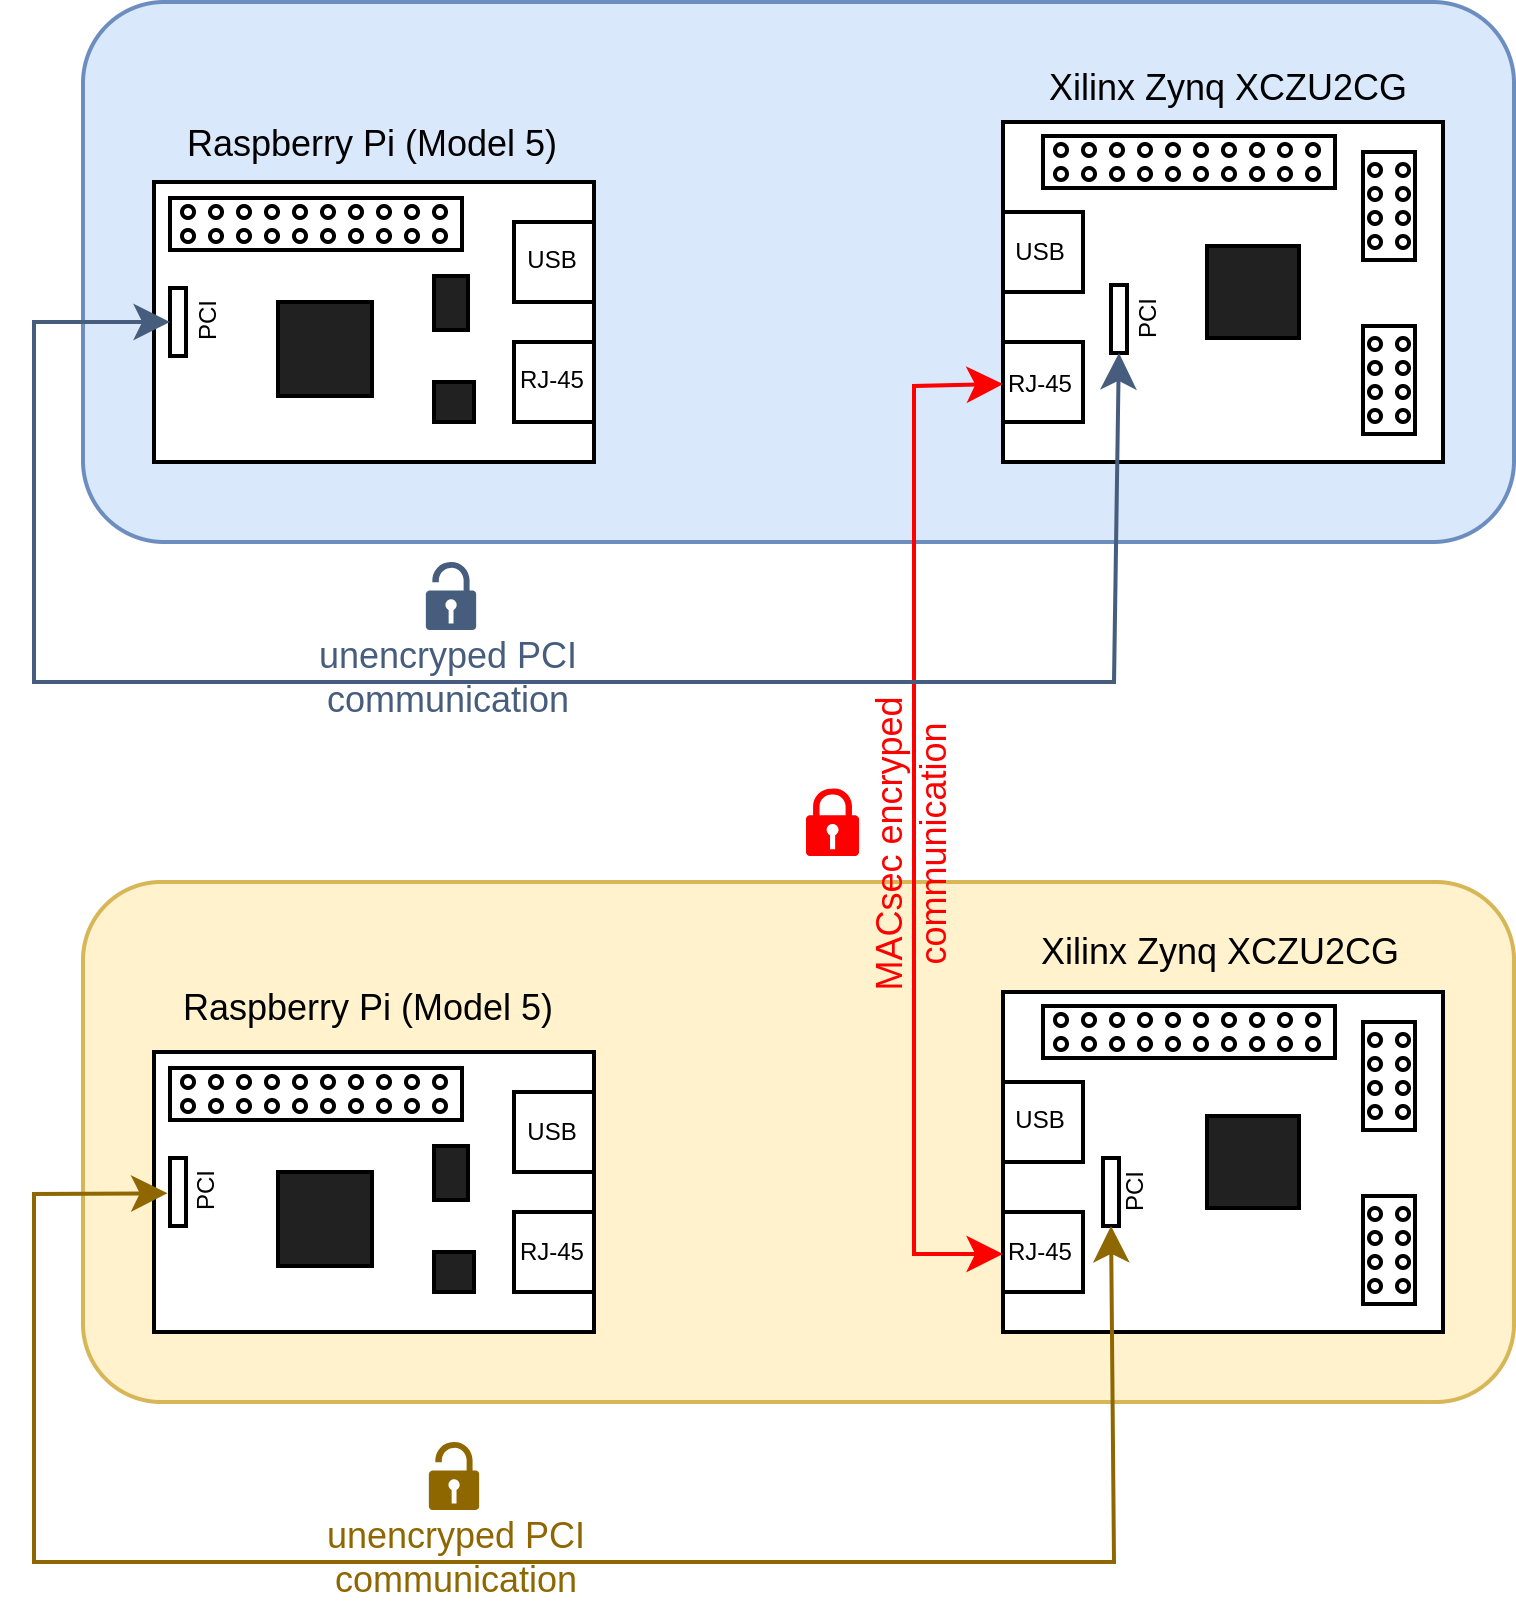 Xilinx Zynq XCZU2CG
Raspberry Pi (Model 5)
USB
USB
PCI
PCI
RJ-45
RJ-45
unencryped PCI
communication
MACsec encryped
communication
Xilinx Zynq XCZU2CG
Raspberry Pi (Model 5)
USB
USB
PCI
PCI
RJ-45
RJ-45
unencryped PCI
communication